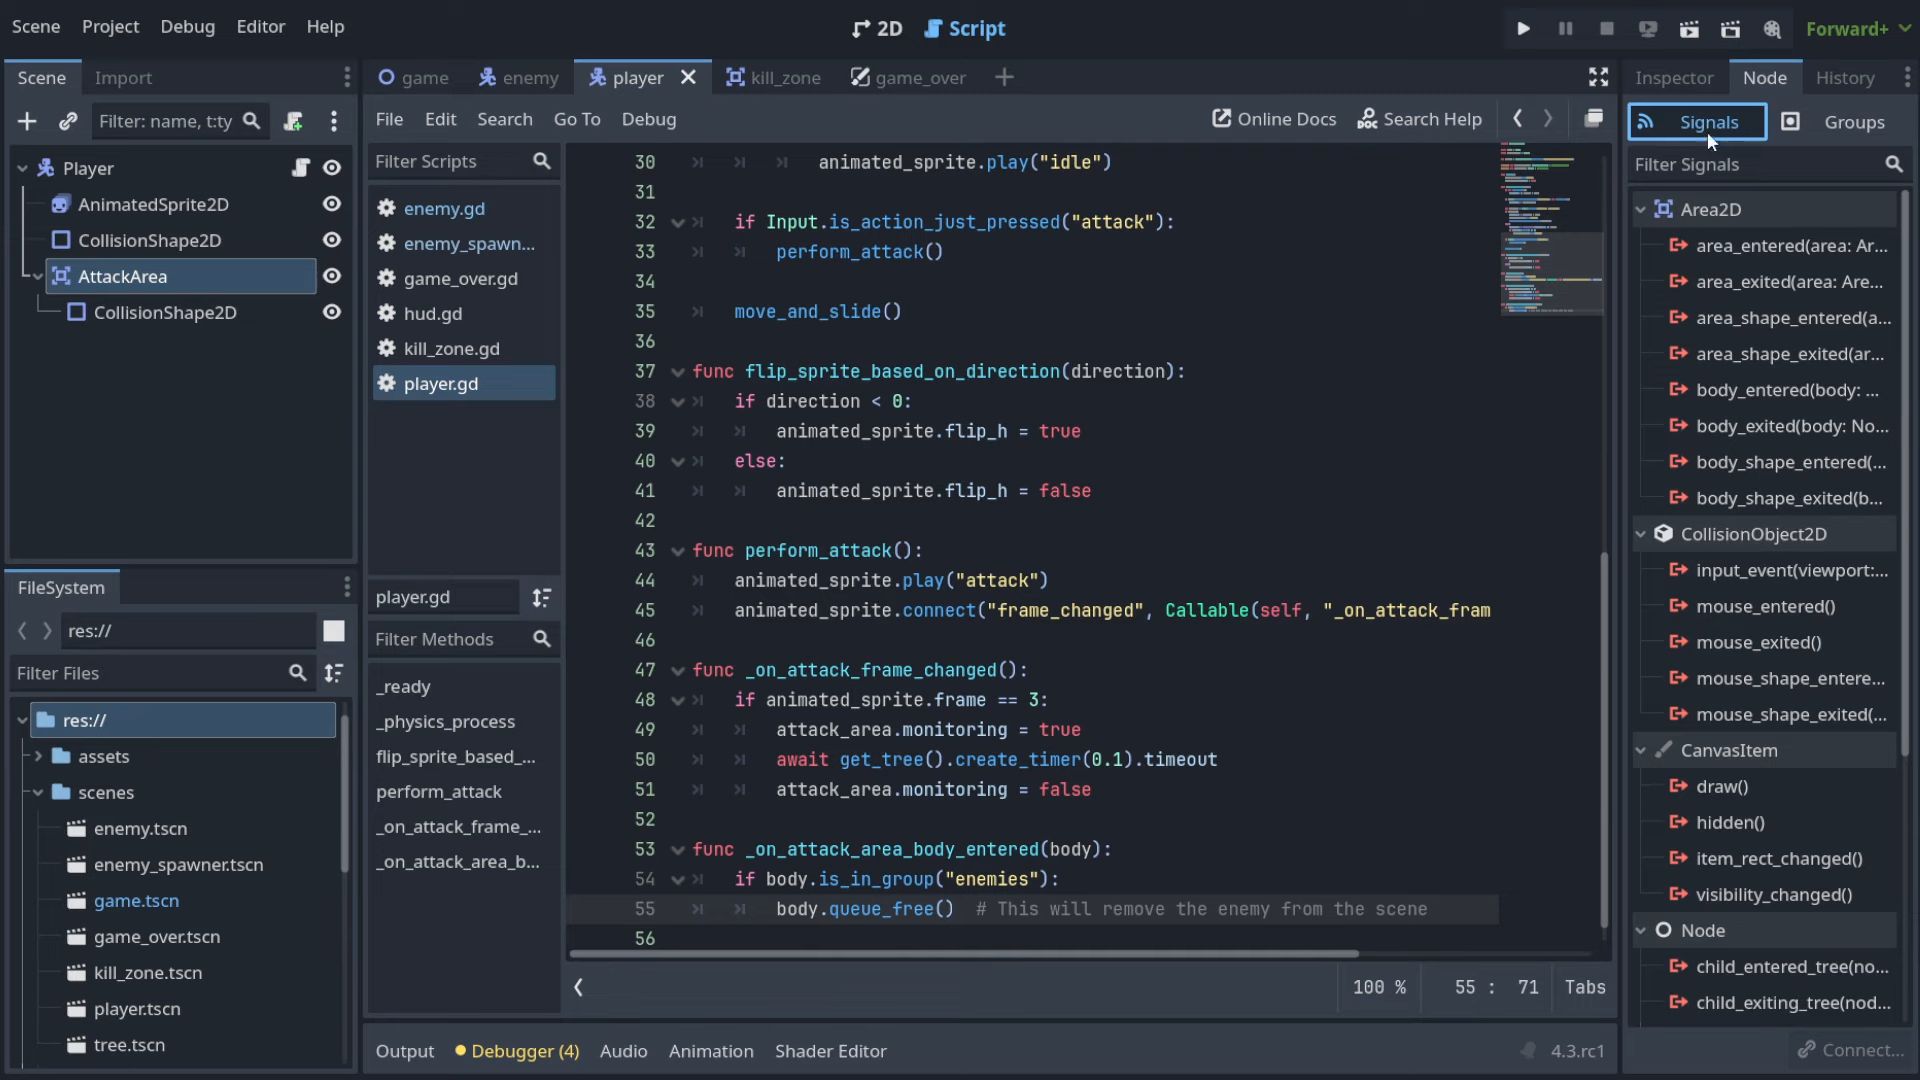 Scene Project Debug Editor Help
2D Script
Forward+
Scene Import
game enemy player kill_zone game_over
Inspector Node History
Filter: name, t:ty
File Edit Search Go To Debug
Online Docs Search Help
Signals Groups
Player
AnimatedSprite2D
CollisionShape2D
AttackArea
CollisionShape2D
FileSystem
res://
Filter Files
res://
assets
scenes
enemy.tscn
enemy_spawner.tscn
game.tscn
game_over.tscn
kill_zone.tscn
player.tscn
tree.tscn
Filter Scripts
enemy.gd
enemy_spawn...
game_over.gd
hud.gd
kill_zone.gd
player.gd
player.gd
Filter Methods
_ready
_physics_process
flip_sprite_based_...
perform_attack
_on_attack_frame_...
_on_attack_area_b...
30 animated_sprite.play("idle")
31
32 if Input.is_action_just_pressed("attack"):
33 perform_attack()
34
35 move_and_slide()
36
37 func flip_sprite_based_on_direction(direction):
38 if direction < 0:
39 animated_sprite.flip_h = true
40 else:
41 animated_sprite.flip_h = false
42
43 func perform_attack():
44 animated_sprite.play("attack")
45 animated_sprite.connect("frame_changed", Callable(self, "_on_attack_fram
46
47 func _on_attack_frame_changed():
48 if animated_sprite.frame == 3:
49 attack_area.monitoring = true
50 await get_tree().create_timer(0.1).timeout
51 attack_area.monitoring = false
52
53 func _on_attack_area_body_entered(body):
54 if body.is_in_group("enemies"):
55 body.queue_free() # This will remove the enemy from the scene
56
100 % 55 : 71 Tabs
Output Debugger (4) Audio Animation Shader Editor
4.3.rc1
Filter Signals
Area2D
area_entered(area: Ar...
area_exited(area: Are...
area_shape_entered(a...
area_shape_exited(ar...
body_entered(body: ...
body_exited(body: No...
body_shape_entered(...
body_shape_exited(b...
CollisionObject2D
input_event(viewport:...
mouse_entered()
mouse_exited()
mouse_shape_entere...
mouse_shape_exited(...
CanvasItem
draw()
hidden()
item_rect_changed()
visibility_changed()
Node
child_entered_tree(no...
child_exiting_tree(nod...
Connect...